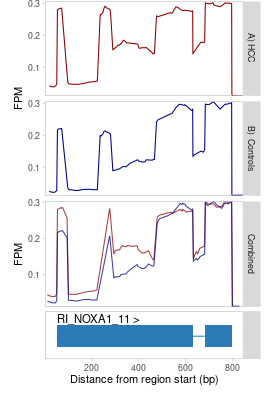 0.3
0.2
0.1
FPM
A) HCC
0.3
0.2
0.1
FPM
B) Controls
0.3
0.2
0.1
FPM
Combined
RI_NOXA1_11 >
200
400
600
800
Distance from region start (bp)